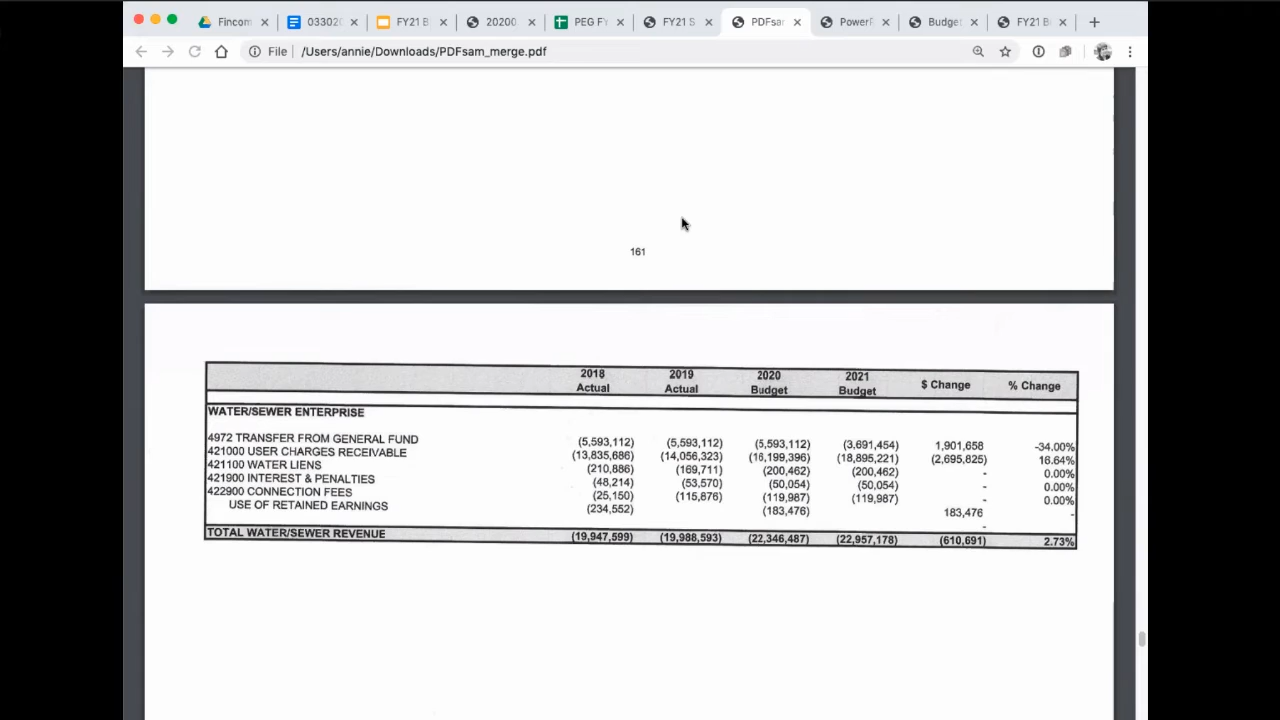 Fincom 03302 FY21 B 20200 PEG FY FY21 S PDFsar PowerP Budget FY21 B
File | /Users/annie/Downloads/PDFsam_merge.pdf
161
2018 Actual 2019 Actual 2020 Budget 2021 Budget $ Change % Change
WATER/SEWER ENTERPRISE
4972 TRANSFER FROM GENERAL FUND (5,593,112) (5,593,112) (5,593,112) (3,691,454) 1,901,658 -34.00%
421000 USER CHARGES RECEIVABLE (13,835,686) (14,056,323) (16,199,396) (18,895,221) (2,695,825) 16.64%
421100 WATER LIENS (210,886) (169,711) (200,462) (200,462) - 0.00%
421900 INTEREST & PENALTIES (48,214) (53,570) (50,054) (50,054) - 0.00%
422900 CONNECTION FEES (25,150) (115,876) (119,987) (119,987) - 0.00%
USE OF RETAINED EARNINGS (234,552) (183,476) 183,476 -
-
TOTAL WATER/SEWER REVENUE (19,947,599) (19,988,593) (22,346,487) (22,957,178) (610,691) 2.73%